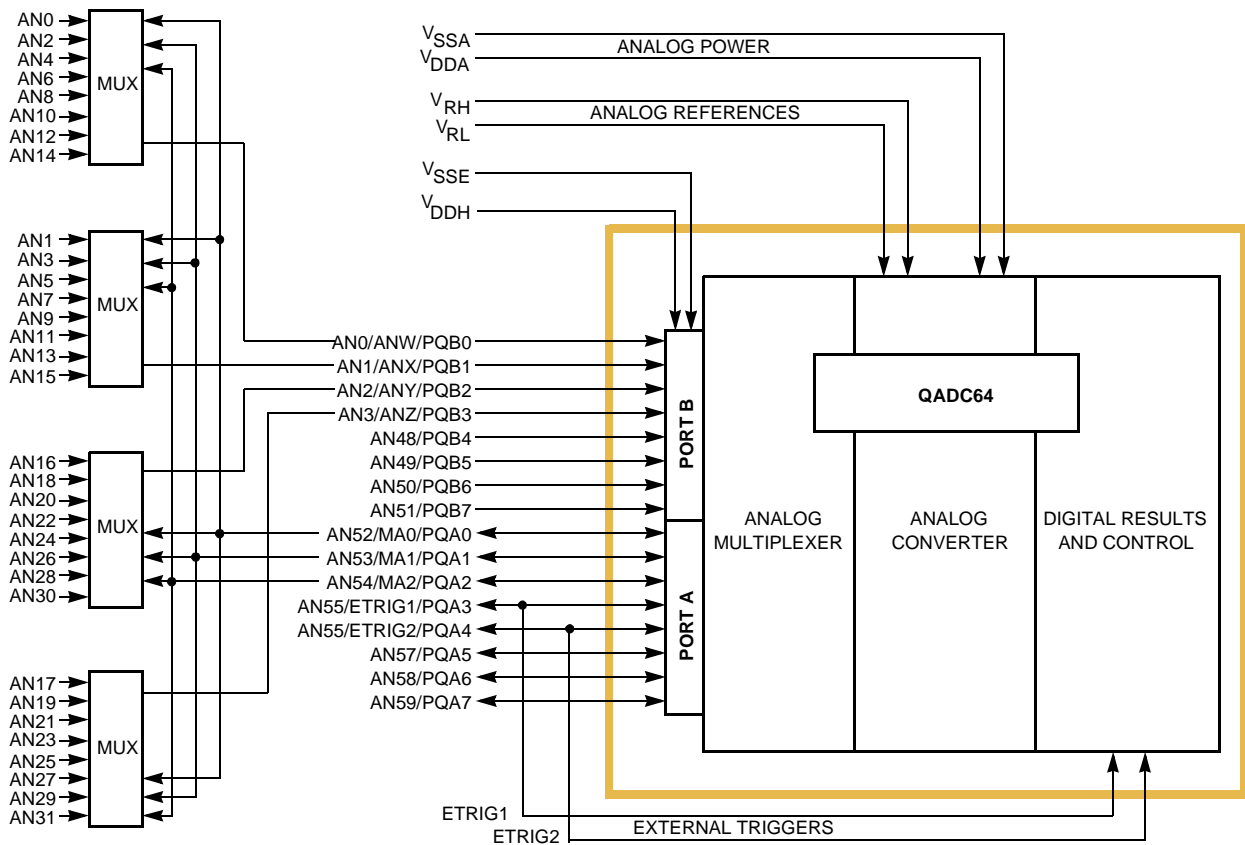 AN0
AN2
AN4
AN6
AN8
AN10
AN12
AN14
MUX
AN1
AN3
AN5
AN7
AN9
AN11
AN13
AN15
MUX
AN16
AN18
AN20
AN22
AN24
AN26
AN28
AN30
MUX
AN17
AN19
AN21
AN23
AN25
AN27
AN29
AN31
MUX
VSSA
VDDA
ANALOG POWER
VRH
VRL
ANALOG REFERENCES
VSSE
VDDH
AN0/ANW/PQB0
AN1/ANX/PQB1
AN2/ANY/PQB2
AN3/ANZ/PQB3
AN48/PQB4
AN49/PQB5
AN50/PQB6
AN51/PQB7
AN52/MA0/PQA0
AN53/MA1/PQA1
AN54/MA2/PQA2
AN55/ETRIG1/PQA3
AN55/ETRIG2/PQA4
AN57/PQA5
AN58/PQA6
AN59/PQA7
PORT B
PORT A
QADC64
ANALOG
MULTIPLEXER
ANALOG
CONVERTER
DIGITAL RESULTS
AND CONTROL
ETRIG1
ETRIG2
EXTERNAL TRIGGERS